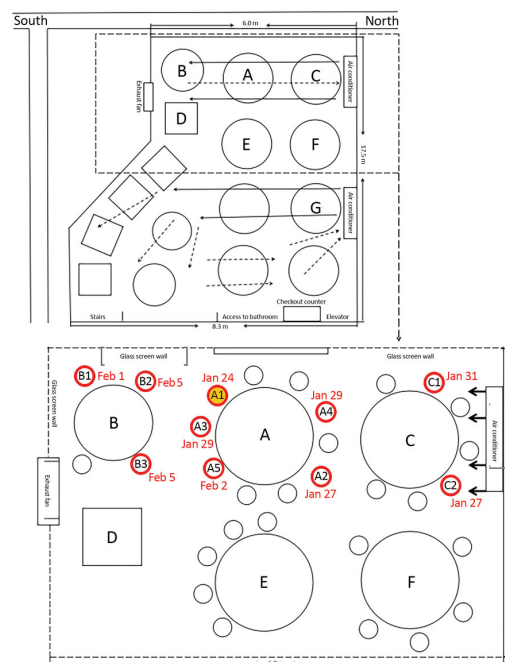 South
North
6.0 m
B
A
C
Air conditioner
Exhaust fan
D
E
F
17.5 m
G
Air conditioner
Checkout counter
Stairs
Access to bathroom
Elevator
8.3 m
Glass screen wall
Glass screen wall
B1
Feb 1
B2
Feb 5
Jan 24
A1
C1
Jan 31
Glass screen wall
Jan 29
A4
B
A3
Jan 29
A
C
Air conditioner
B3
Feb 5
A5
Feb 2
A2
Jan 27
C2
Jan 27
Exhaust fan
D
E
F